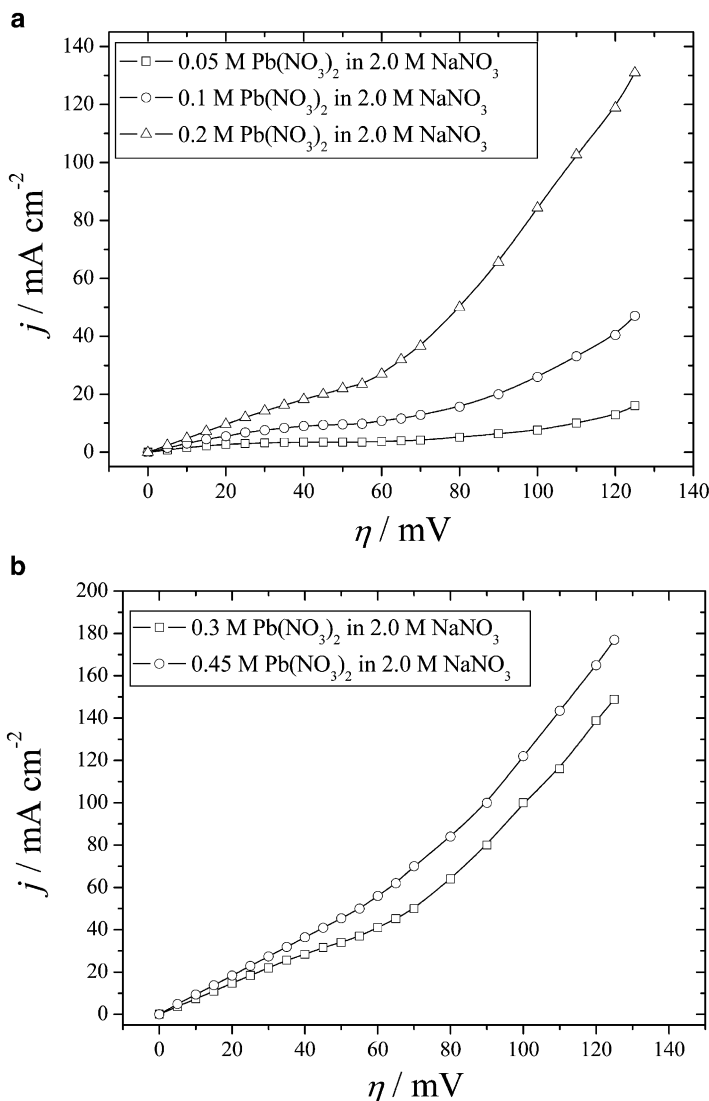 a
0.05 M Pb(NO₃)₂ in 2.0 M NaNO₃
0.1 M Pb(NO₃)₂ in 2.0 M NaNO₃
0.2 M Pb(NO₃)₂ in 2.0 M NaNO₃
140
120
100
80
60
40
20
0
j / mA cm⁻²
0 20 40 60 80 100 120 140
η / mV
b
0.3 M Pb(NO₃)₂ in 2.0 M NaNO₃
0.45 M Pb(NO₃)₂ in 2.0 M NaNO₃
200
180
160
140
120
100
80
60
40
20
0
j / mA cm⁻²
0 20 40 60 80 100 120 140
η / mV